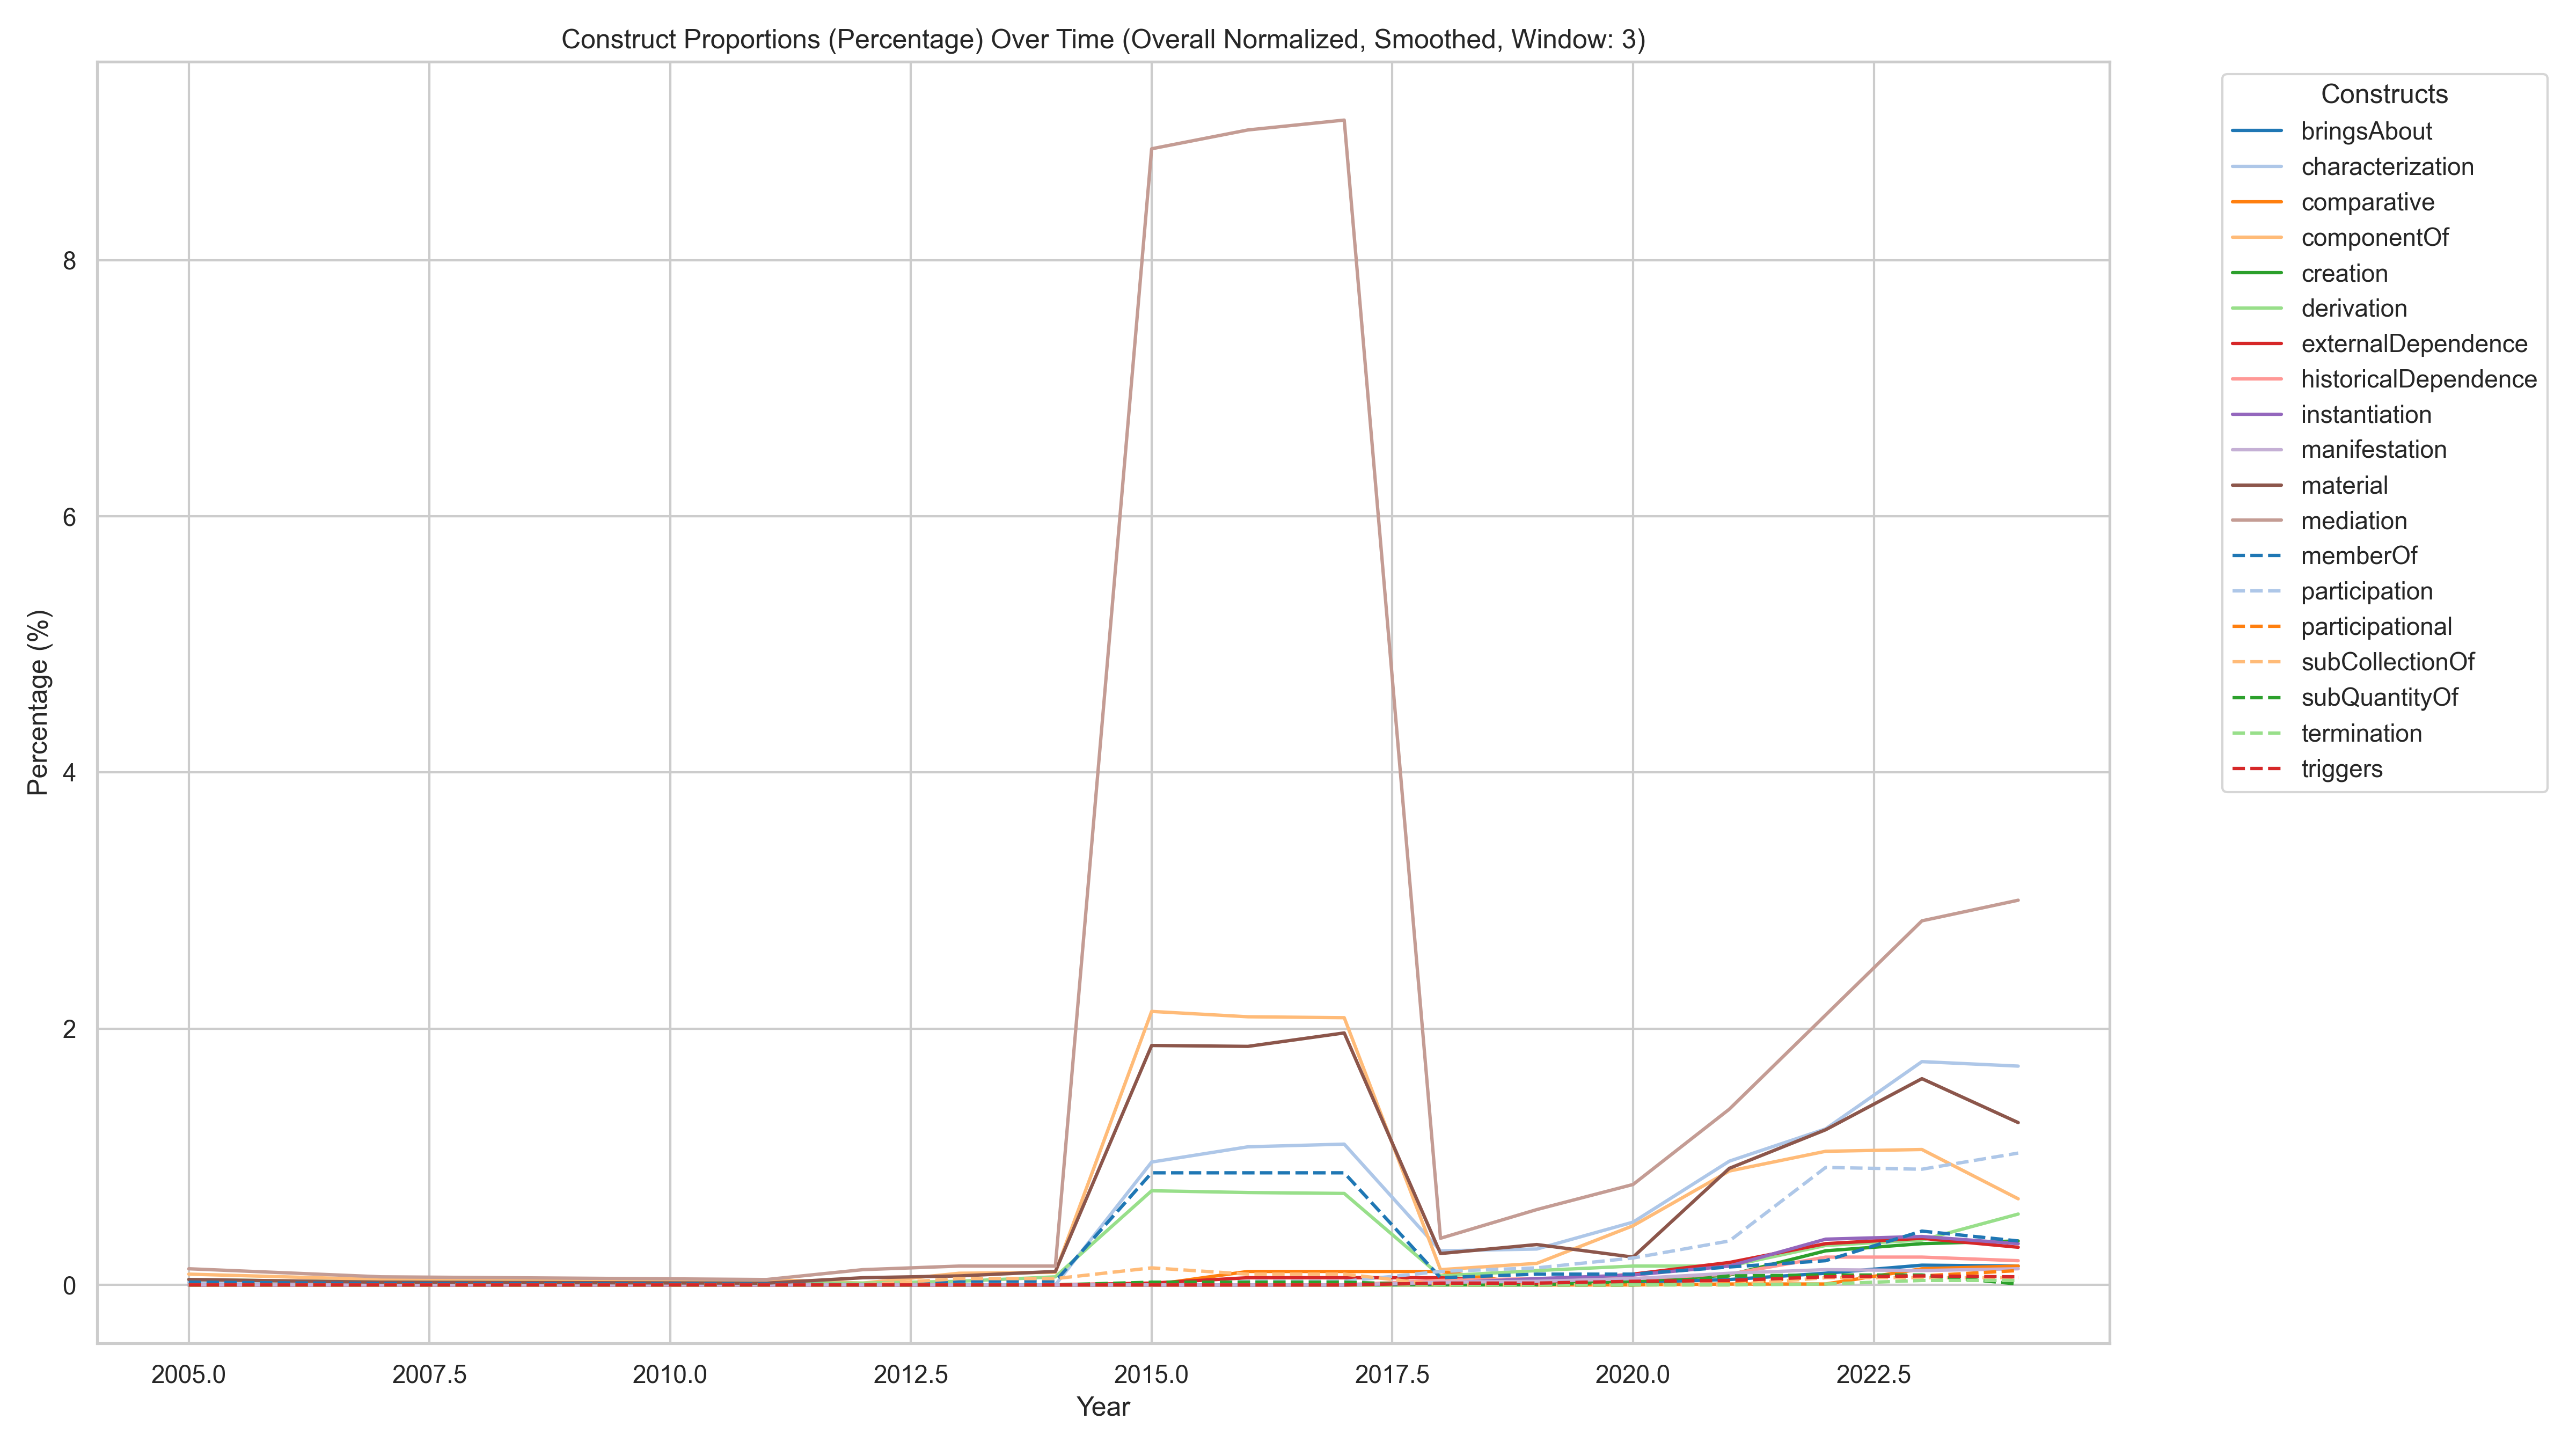 Construct Proportions (Percentage) Over Time (Overall Normalized, Smoothed, Window: 3)
Percentage (%)
8
6
4
2
0
2005.0 2007.5 2010.0 2012.5 2015.0 2017.5 2020.0 2022.5
Year
Constructs
bringsAbout
characterization
comparative
componentOf
creation
derivation
externalDependence
historicalDependence
instantiation
manifestation
material
mediation
memberOf
participation
participational
subCollectionOf
subQuantityOf
termination
triggers